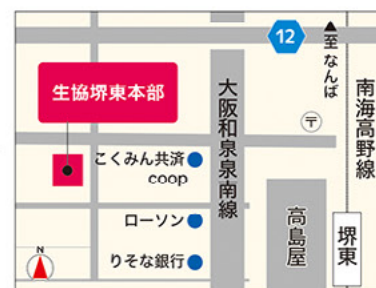 12
▲至 なんば
生協堺東本部
大阪和泉泉南線
南海高野線
〒
こくみん共済
coop
ローソン
高島屋
堺東
りそな銀行
N